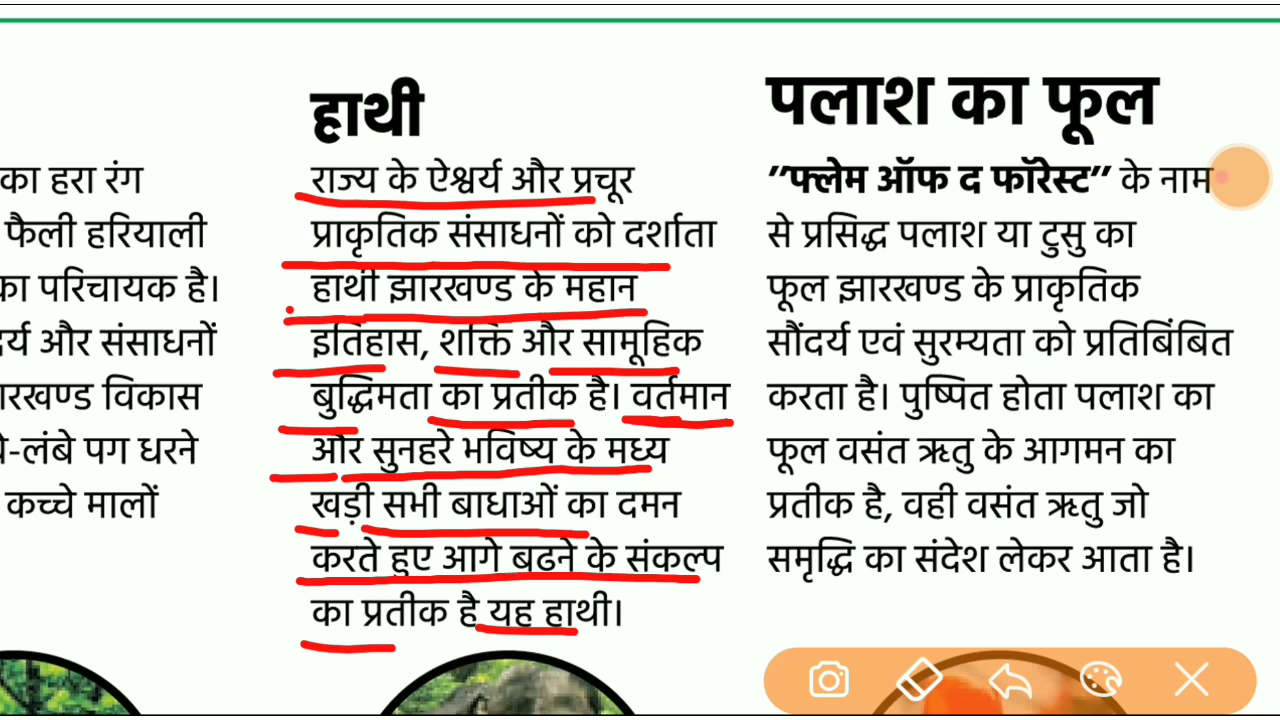 का हरा रंग
फैली हरियाली
का परिचायक है।
और संसाधनों
विकास
लंबे पग धरने
कच्चे मालों
हाथी
राज्य के ऐश्वर्य और प्रचूर
प्राकृतिक संसाधनों को दर्शाता
हाथी झारखण्ड के महान
इतिहास, शक्ति और सामूहिक
बुद्धिमता का प्रतीक है। वर्तमान
और सुनहरे भविष्य के मध्य
खड़ी सभी बाधाओं का दमन
करते हुए आगे बढने के संकल्प
का प्रतीक है यह हाथी।
पलाश का फूल
”फ्लेम ऑफ द फॉरेस्ट” के नाम
से प्रसिद्ध पलाश या टुसु का
फूल झारखण्ड के प्राकृतिक
सौंदर्य एवं सुरम्यता को प्रतिबिंबित
करता है। पुष्पित होता पलाश का
फूल वसंत ऋतु के आगमन का
प्रतीक है, वही वसंत ऋतु जो
समृद्धि का संदेश लेकर आता है।